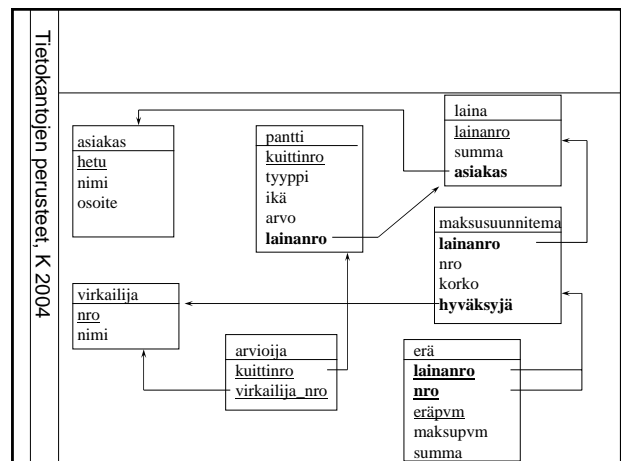 Tietokantojen perusteet, K 2004
asiakas
hetu
nimi
osoite
pantti
kuittinro
tyyppi
ikä
arvo
lainanro
laina
lainanro
summa
asiakas
maksusuunnitema
lainanro
nro
korko
hyväksyjä
virkailija
nro
nimi
arvioija
kuittinro
virkailija_nro
erä
lainanro
nro
eräpvm
maksupvm
summa